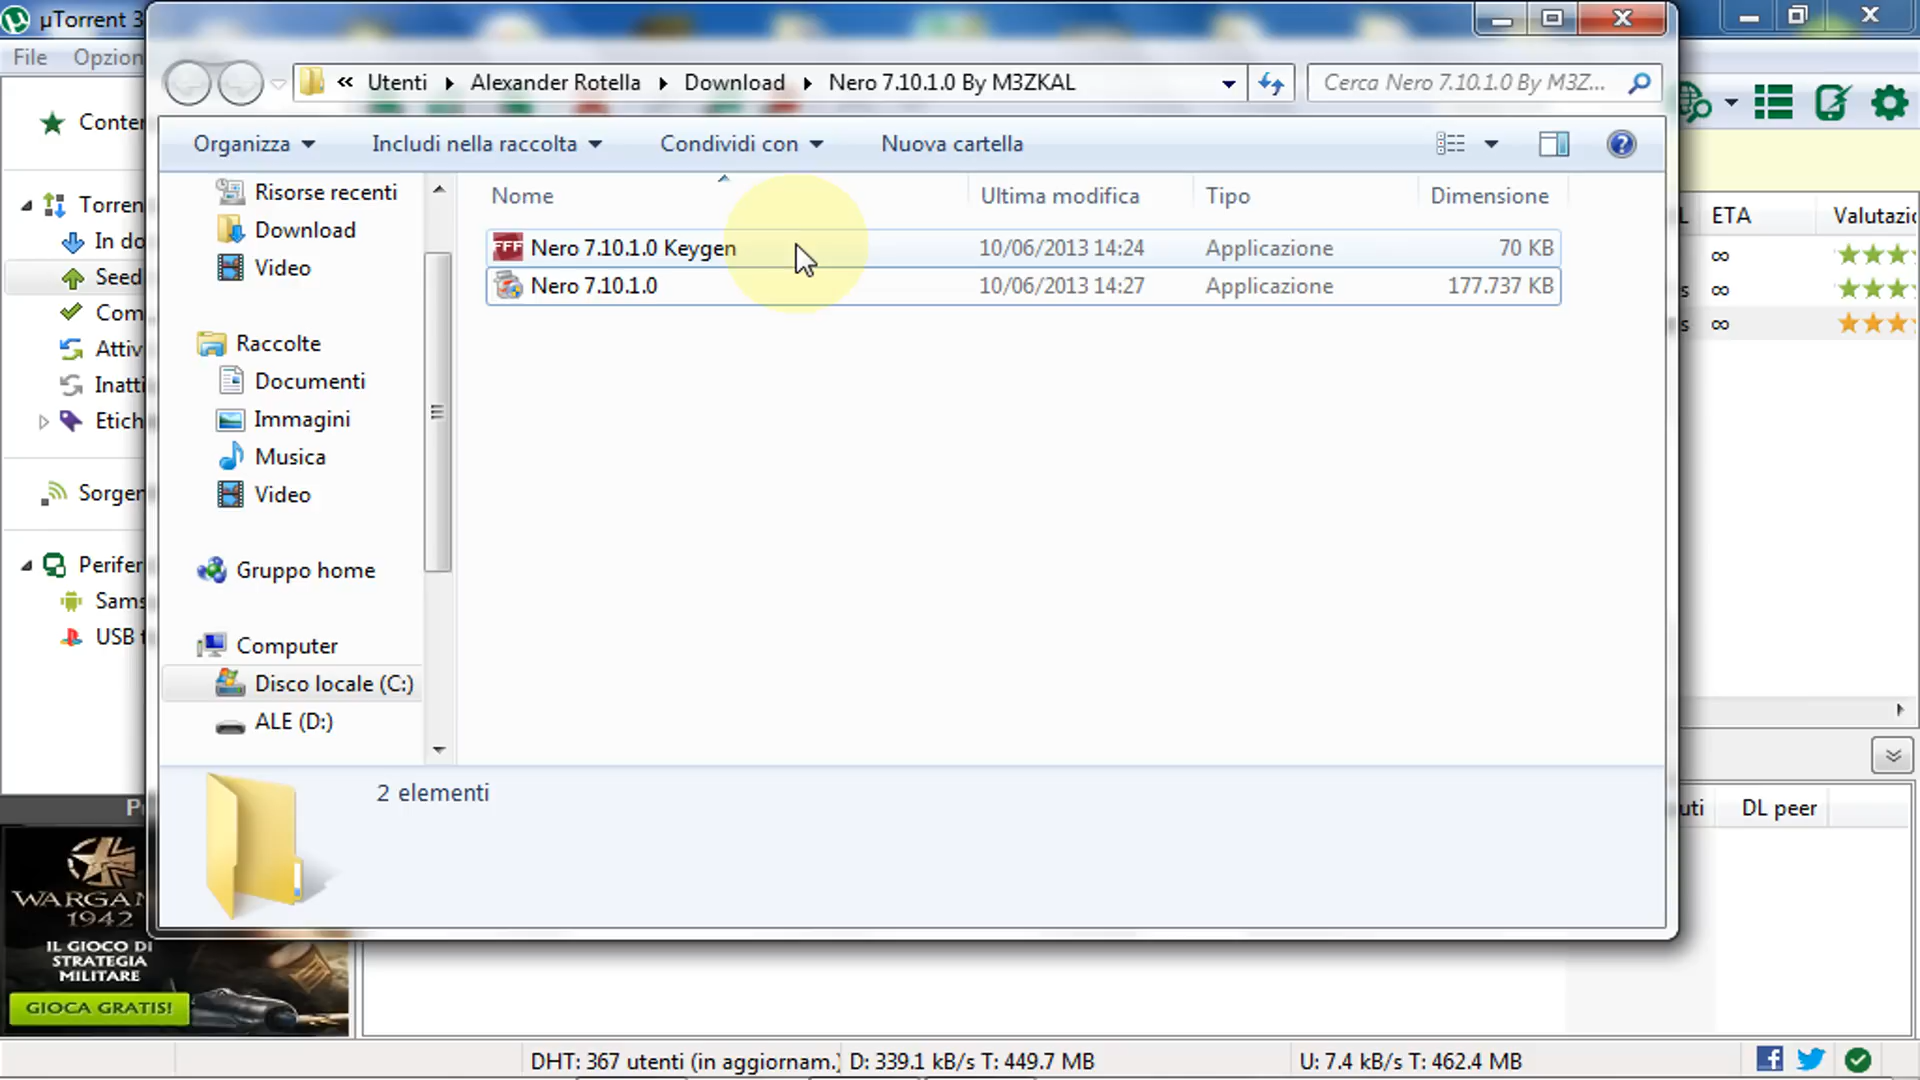 µTorrent 3
File Opzion
« Utenti Alexander Rotella Download Nero 7.10.1.0 By M3ZKAL
Cerca Nero 7.10.1.0 By M3Z...
Organizza Includi nella raccolta Condividi con Nuova cartella
Nome Ultima modifica Tipo Dimensione
Nero 7.10.1.0 Keygen 10/06/2013 14:24 Applicazione 70 KB
Nero 7.10.1.0 10/06/2013 14:27 Applicazione 177.737 KB
Risorse recenti
Download
Video
Raccolte
Documenti
Immagini
Musica
Video
Gruppo home
Computer
Disco locale (C:)
ALE (D:)
2 elementi
Conter
Torren
In do
Seed
Com
Attiv
Inatti
Etich
Sorgen
Perifer
Sams
USB t
L ETA Valutazic
∞
s ∞
s ∞
uti DL peer
WARGAM
1942
IL GIOCO DI
STRATEGIA
MILITARE
GIOCA GRATIS!
DHT: 367 utenti (in aggiornam.) D: 339.1 kB/s T: 449.7 MB U: 7.4 kB/s T: 462.4 MB
FFF